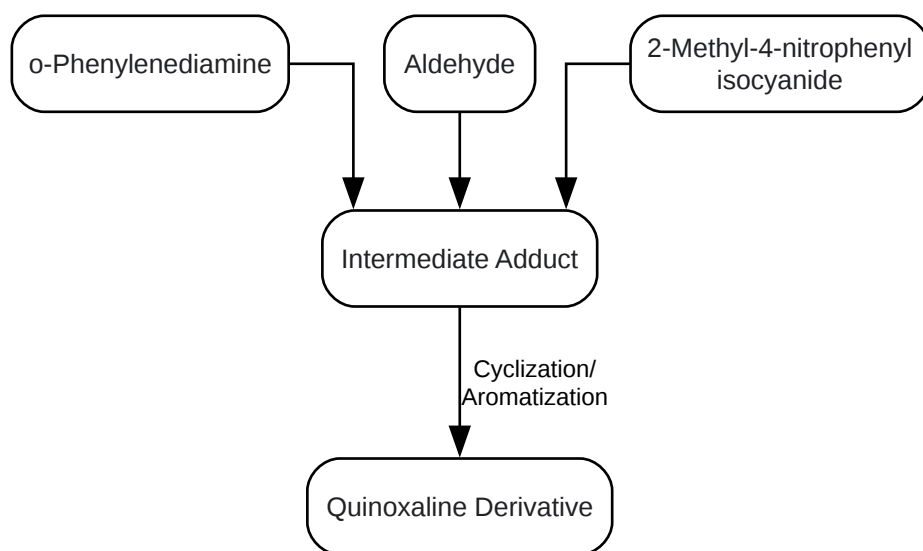 o-Phenylenediamine
Aldehyde
2-Methyl-4-nitrophenyl
isocyanide
Intermediate Adduct
Cyclization/
Aromatization
Quinoxaline Derivative